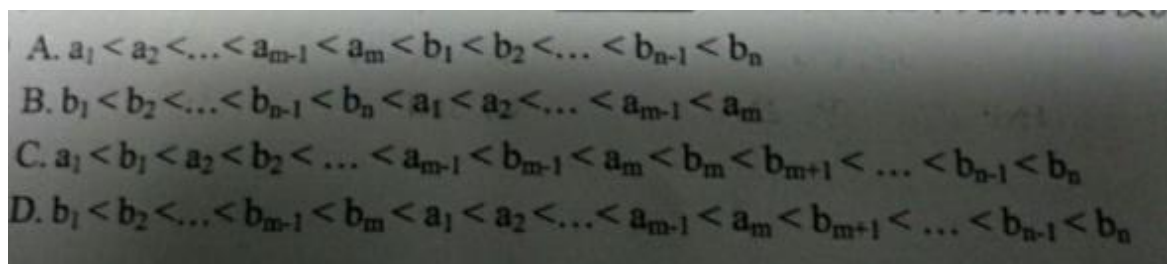 A. a₁ < a₂ <...< aₘ₋₁ < aₘ < b₁ < b₂ <... < bₙ₋₁ < bₙ
B. b₁ < b₂ <...< bₙ₋₁ < bₙ < a₁ < a₂ <... < aₘ₋₁ < aₘ
C. a₁ < b₁ < a₂ < b₂ < ... < aₘ₋₁ < bₘ₋₁ < aₘ < bₘ < bₘ₊₁ < ... < bₙ₋₁ < bₙ
D. b₁ < b₂ <...< bₘ₋₁ < bₘ < a₁ < a₂ <...< aₘ₋₁ < aₘ < bₘ₊₁ < ... < bₙ₋₁ < bₙ